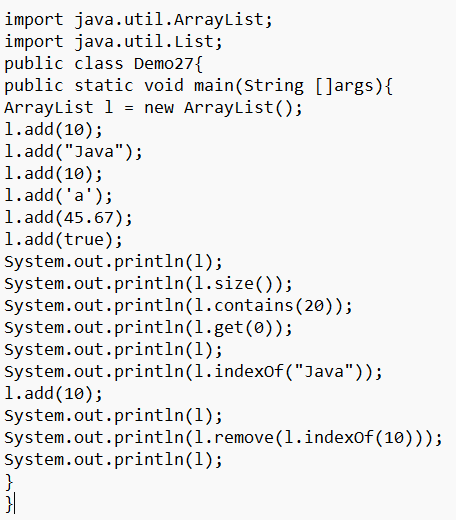 import java.util.ArrayList;
import java.util.List;
public class Demo27{
public static void main(String []args){
ArrayList l = new ArrayList();
l.add(10);
l.add("Java");
l.add(10);
l.add('a');
l.add(45.67);
l.add(true);
System.out.println(l);
System.out.println(l.size());
System.out.println(l.contains(20));
System.out.println(l.get(0));
System.out.println(l);
System.out.println(l.indexOf("Java"));
l.add(10);
System.out.println(l);
System.out.println(l.remove(l.indexOf(10)));
System.out.println(l);
}
}